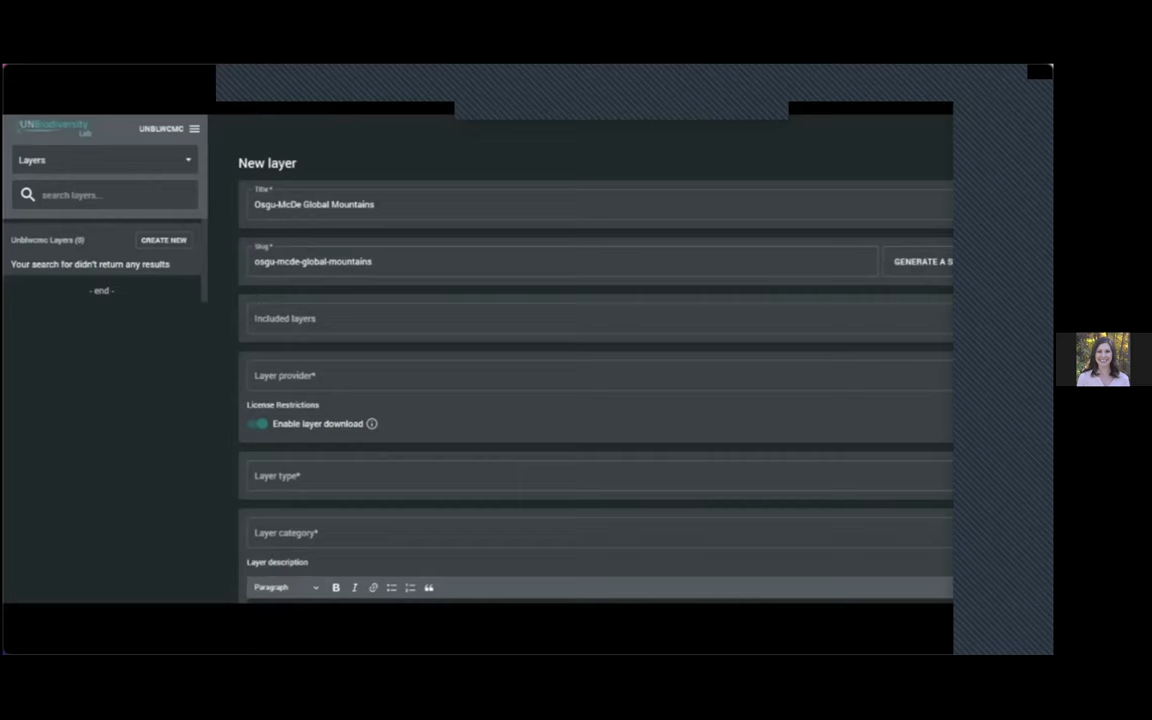 UNBiodiversity
Lab
UNBLWCMC
Layers
search layers...
Unblwcmc Layers (0)
CREATE NEW
Your search for didn't return any results
- end -
New layer
Title*
Osgu-McDe Global Mountains
Slug*
osgu-mcde-global-mountains
GENERATE A S
Included layers
Layer provider*
License Restrictions
Enable layer download
Layer type*
Layer category*
Layer description
Paragraph
B I